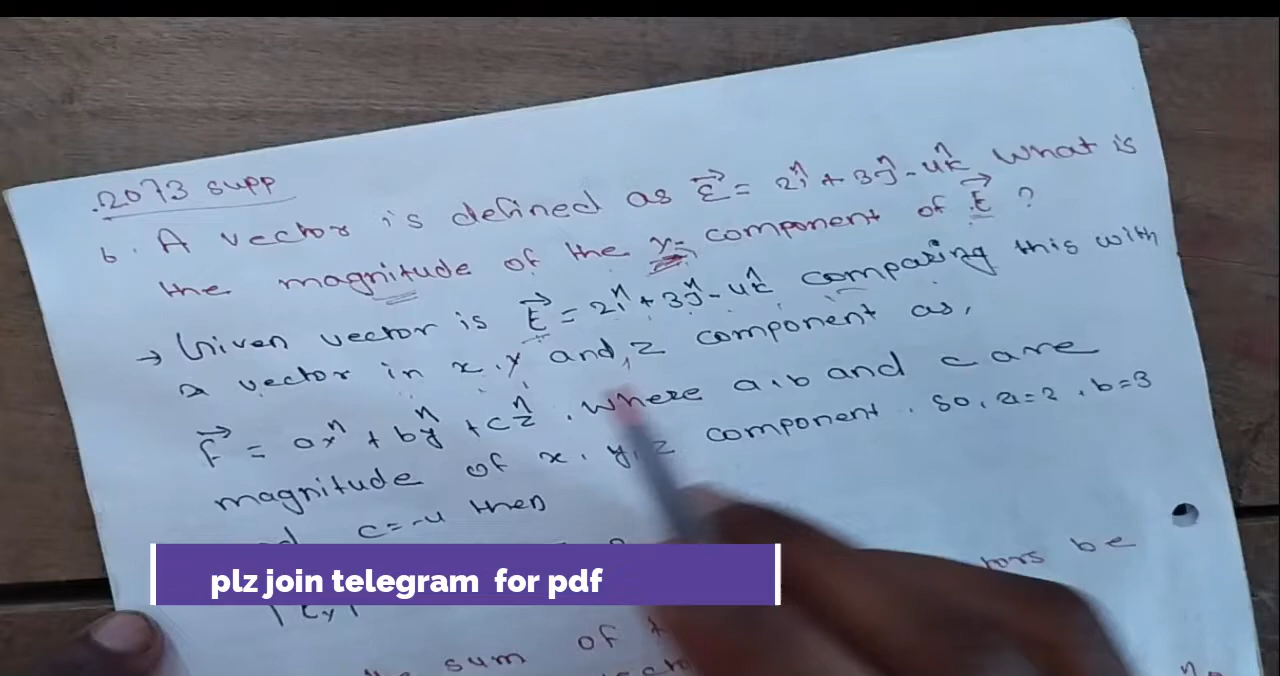 2073 supp
6. A vector is defined as E⃗ = 2î + 3ĵ - 4k̂ What is
the magnitude of the y- component of E⃗ ?
→ Given vector is E⃗ = 2î + 3ĵ - 4k̂ comparing this with
a vector in x, y and, z component as,
F⃗ = ax̂ + bŷ + cẑ . where a, b and c are
magnitude of x, y, z component . so, a=2 , b=3
c=-4 then
be
plz join telegram for pdf
sum of